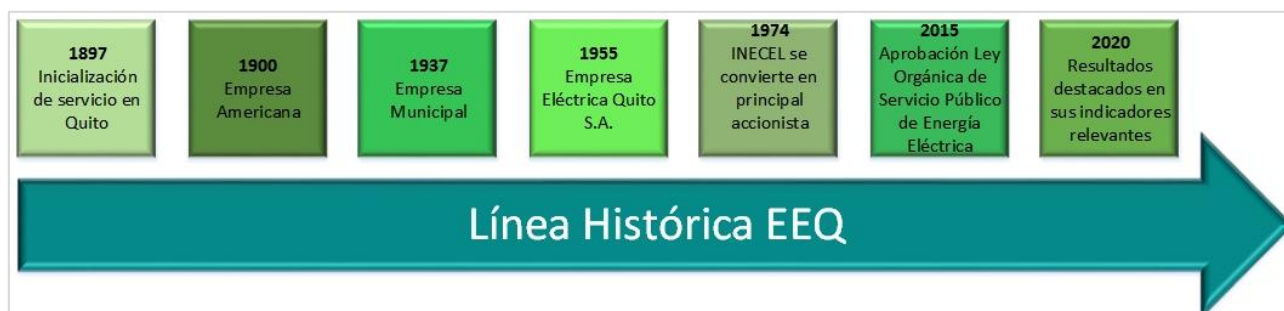 1897
Inicialización
de servicio en
Quito
1900
Empresa
Americana
1937
Empresa
Municipal
1955
Empresa
Eléctrica Quito
S.A.
1974
INECEL se
convierte en
principal
accionista
2015
Aprobación Ley
Orgánica de
Servicio Público
de Energía
Eléctrica
2020
Resultados
destacados en
sus indicadores
relevantes
Línea Histórica EEQ